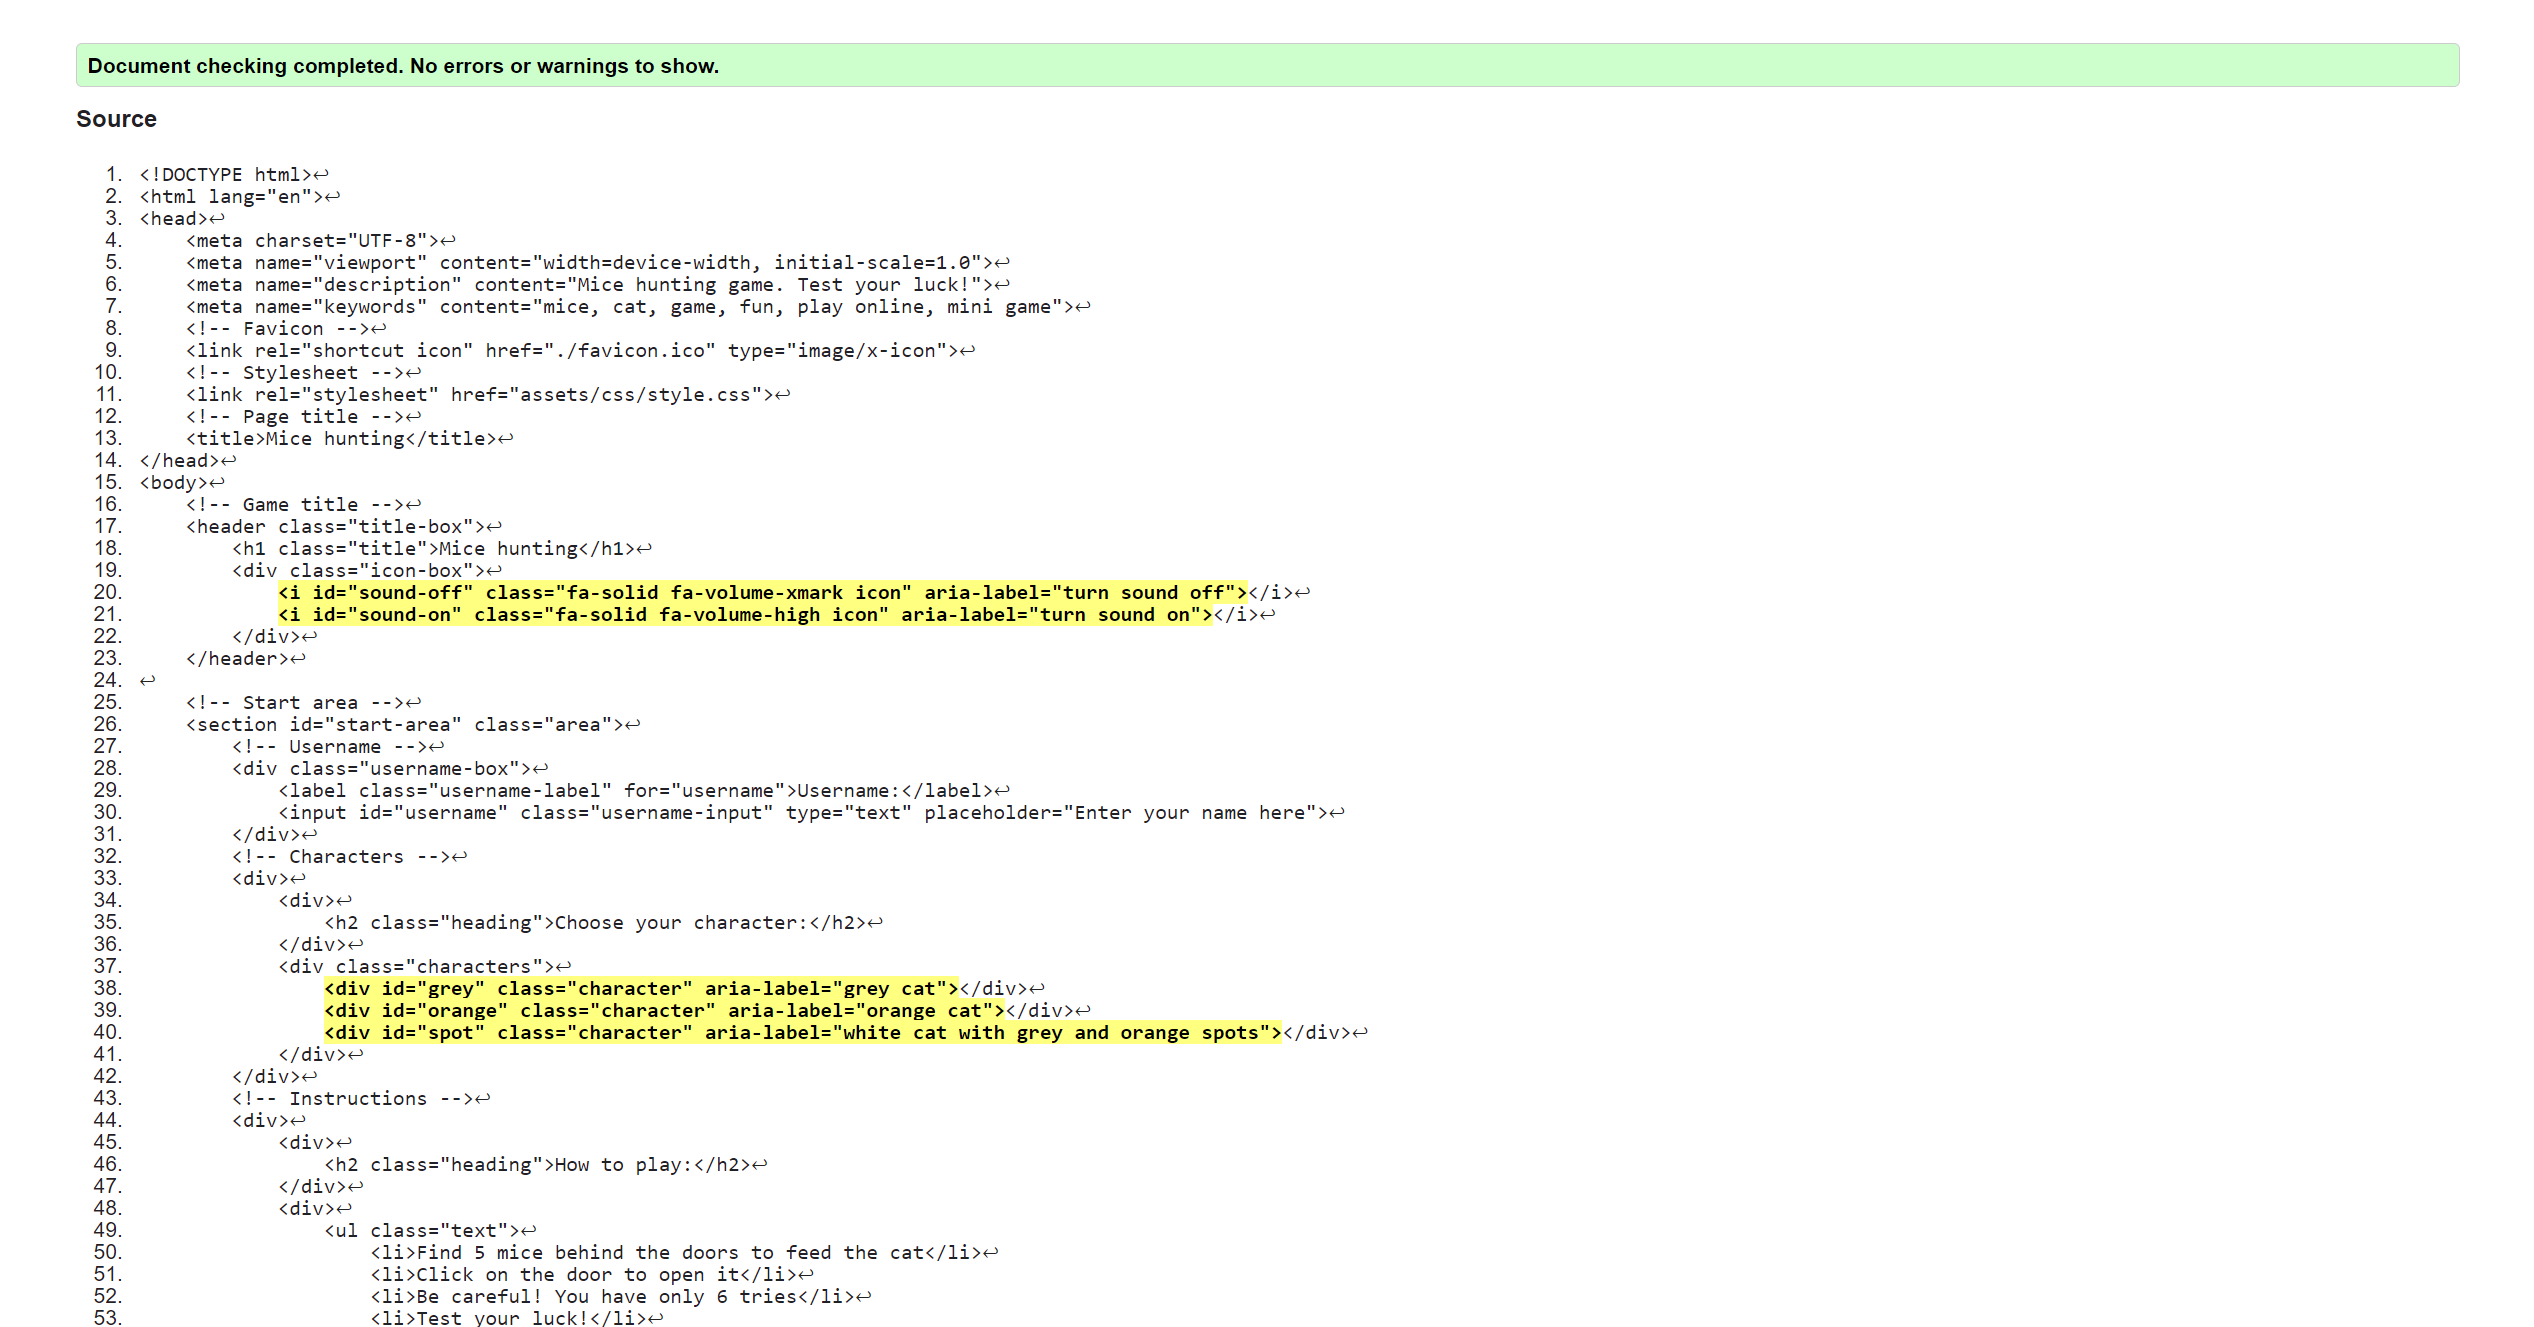 Document checking completed. No errors or warnings to show.
Source
1. <!DOCTYPE html>↩
2. <html lang="en">↩
3. <head>↩
4.     <meta charset="UTF-8">↩
5.     <meta name="viewport" content="width=device-width, initial-scale=1.0">↩
6.     <meta name="description" content="Mice hunting game. Test your luck!">↩
7.     <meta name="keywords" content="mice, cat, game, fun, play online, mini game">↩
8.     <!-- Favicon -->↩
9.     <link rel="shortcut icon" href="./favicon.ico" type="image/x-icon">↩
10.     <!-- Stylesheet -->↩
11.     <link rel="stylesheet" href="assets/css/style.css">↩
12.     <!-- Page title -->↩
13.     <title>Mice hunting</title>↩
14. </head>↩
15. <body>↩
16.     <!-- Game title -->↩
17.     <header class="title-box">↩
18.         <h1 class="title">Mice hunting</h1>↩
19.         <div class="icon-box">↩
20.             <i id="sound-off" class="fa-solid fa-volume-xmark icon" aria-label="turn sound off"></i>↩
21.             <i id="sound-on" class="fa-solid fa-volume-high icon" aria-label="turn sound on"></i>↩
22.         </div>↩
23.     </header>↩
24. ↩
25.     <!-- Start area -->↩
26.     <section id="start-area" class="area">↩
27.         <!-- Username -->↩
28.         <div class="username-box">↩
29.             <label class="username-label" for="username">Username:</label>↩
30.             <input id="username" class="username-input" type="text" placeholder="Enter your name here">↩
31.         </div>↩
32.         <!-- Characters -->↩
33.         <div>↩
34.             <div>↩
35.                 <h2 class="heading">Choose your character:</h2>↩
36.             </div>↩
37.             <div class="characters">↩
38.                 <div id="grey" class="character" aria-label="grey cat"></div>↩
39.                 <div id="orange" class="character" aria-label="orange cat"></div>↩
40.                 <div id="spot" class="character" aria-label="white cat with grey and orange spots"></div>↩
41.             </div>↩
42.         </div>↩
43.         <!-- Instructions -->↩
44.         <div>↩
45.             <div>↩
46.                 <h2 class="heading">How to play:</h2>↩
47.             </div>↩
48.             <div>↩
49.                 <ul class="text">↩
50.                     <li>Find 5 mice behind the doors to feed the cat</li>↩
51.                     <li>Click on the door to open it</li>↩
52.                     <li>Be careful! You have only 6 tries</li>↩
53.                     <li>Test your luck!</li>↩